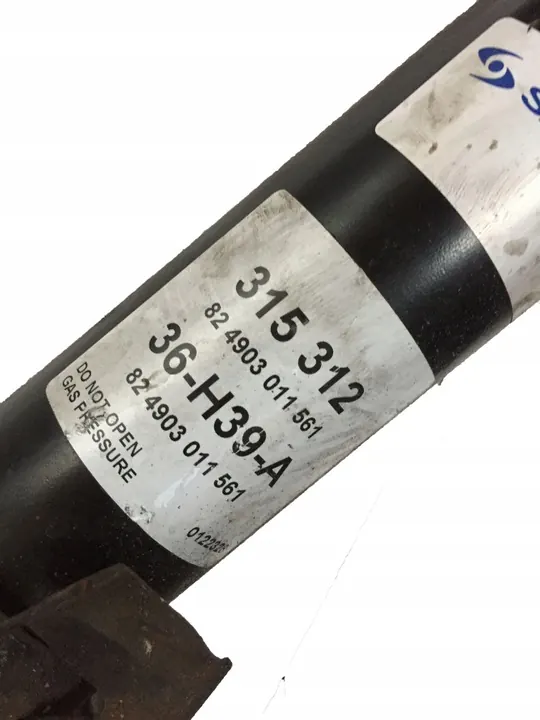 315 312
82 4903 011 561
36-H39-A
82 4903 011 561
DO NOT OPEN
GAS PRESSURE